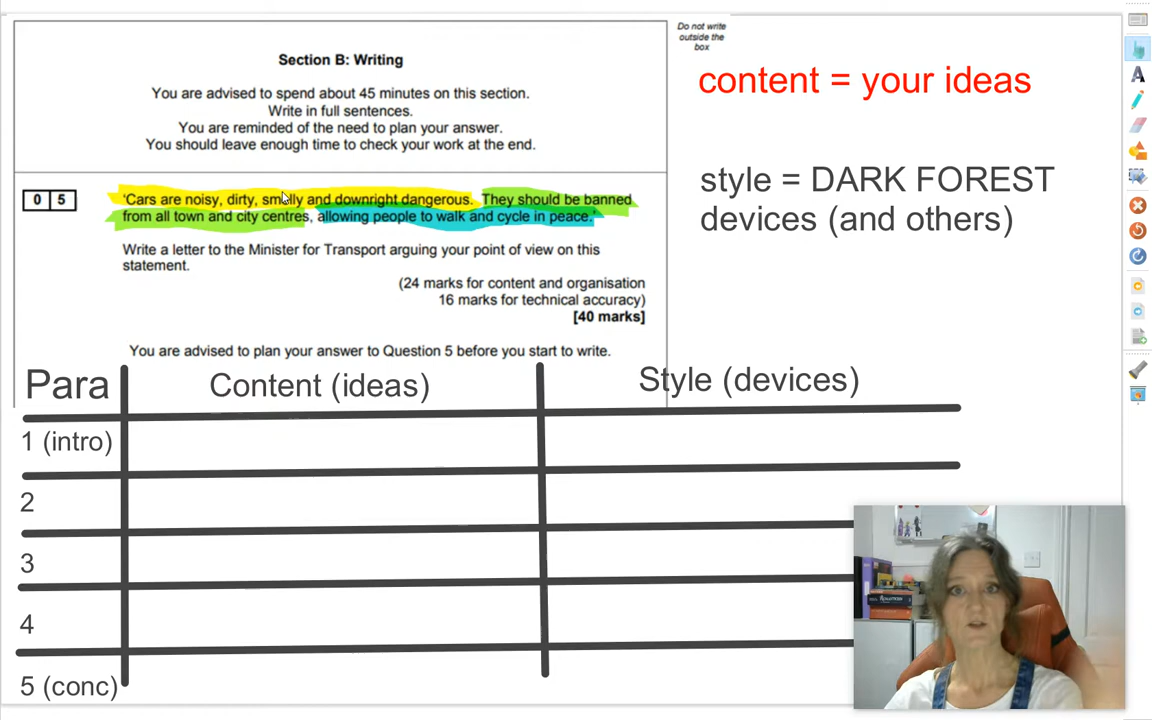 Do not write
outside the
box
Section B: Writing
You are advised to spend about 45 minutes on this section.
Write in full sentences.
You are reminded of the need to plan your answer.
You should leave enough time to check your work at the end.
content = your ideas
style = DARK FOREST
devices (and others)
0 5
'Cars are noisy, dirty, smelly and downright dangerous. They should be banned
from all town and city centres, allowing people to walk and cycle in peace.'
Write a letter to the Minister for Transport arguing your point of view on this
statement.
(24 marks for content and organisation
16 marks for technical accuracy)
[40 marks]
You are advised to plan your answer to Question 5 before you start to write.
Para Content (ideas) Style (devices)
1 (intro)
2
3
4
5 (conc)